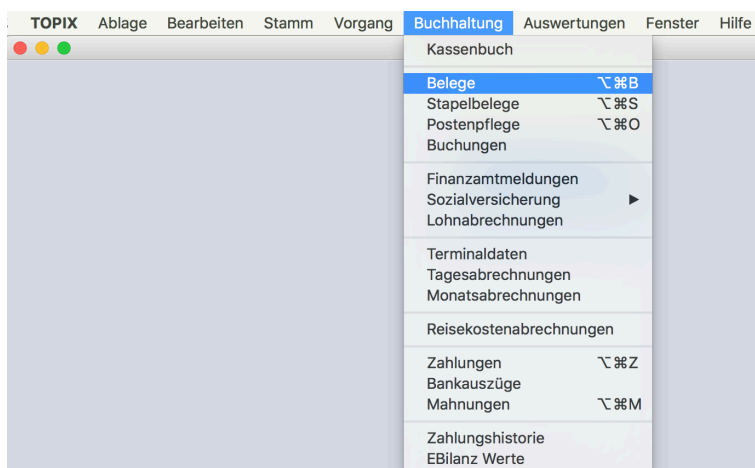 TOPIX Ablage Bearbeiten Stamm Vorgang Buchhaltung Auswertungen Fenster Hilfe
Kassenbuch
Belege ⌥⌘B
Stapelbelege ⌥⌘S
Postenpflege ⌥⌘O
Buchungen
Finanzamtmeldungen
Sozialversicherung ▶
Lohnabrechnungen
Terminaldaten
Tagesabrechnungen
Monatsabrechnungen
Reisekostenabrechnungen
Zahlungen ⌥⌘Z
Bankauszüge
Mahnungen ⌥⌘M
Zahlungshistorie
EBilanz Werte